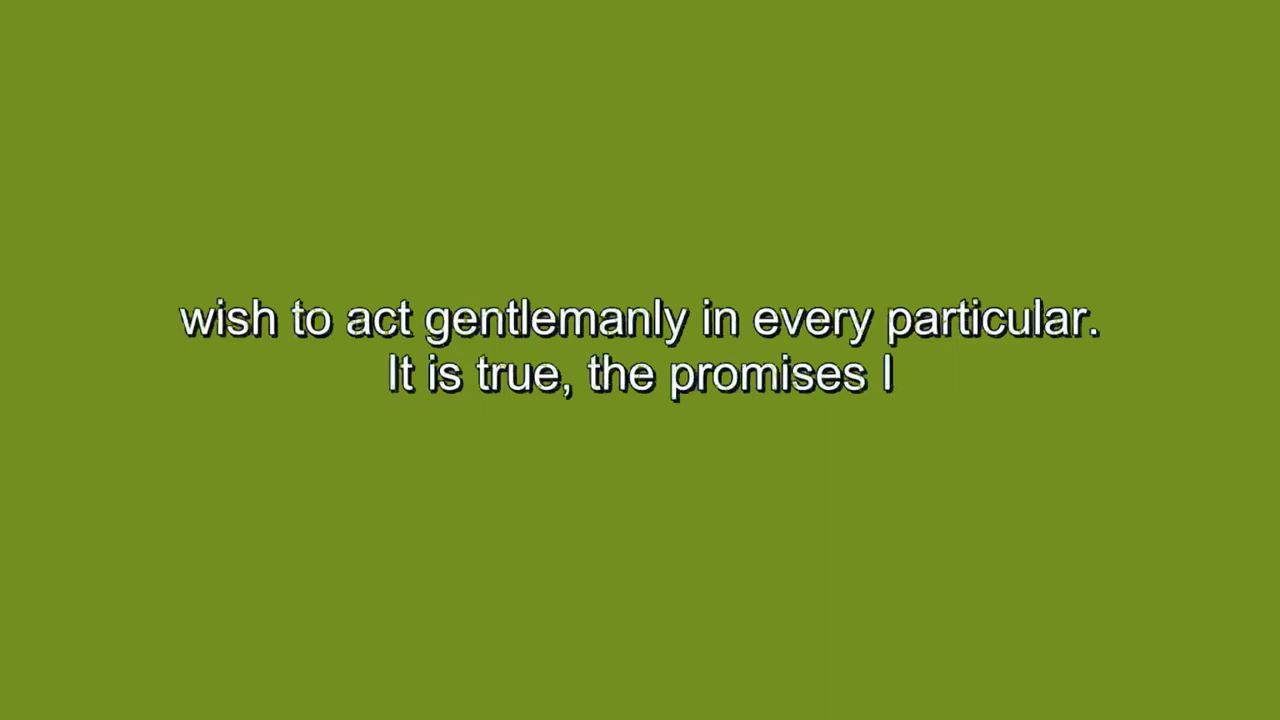 wish to act gentlemanly in every particular.
It is true, the promises I